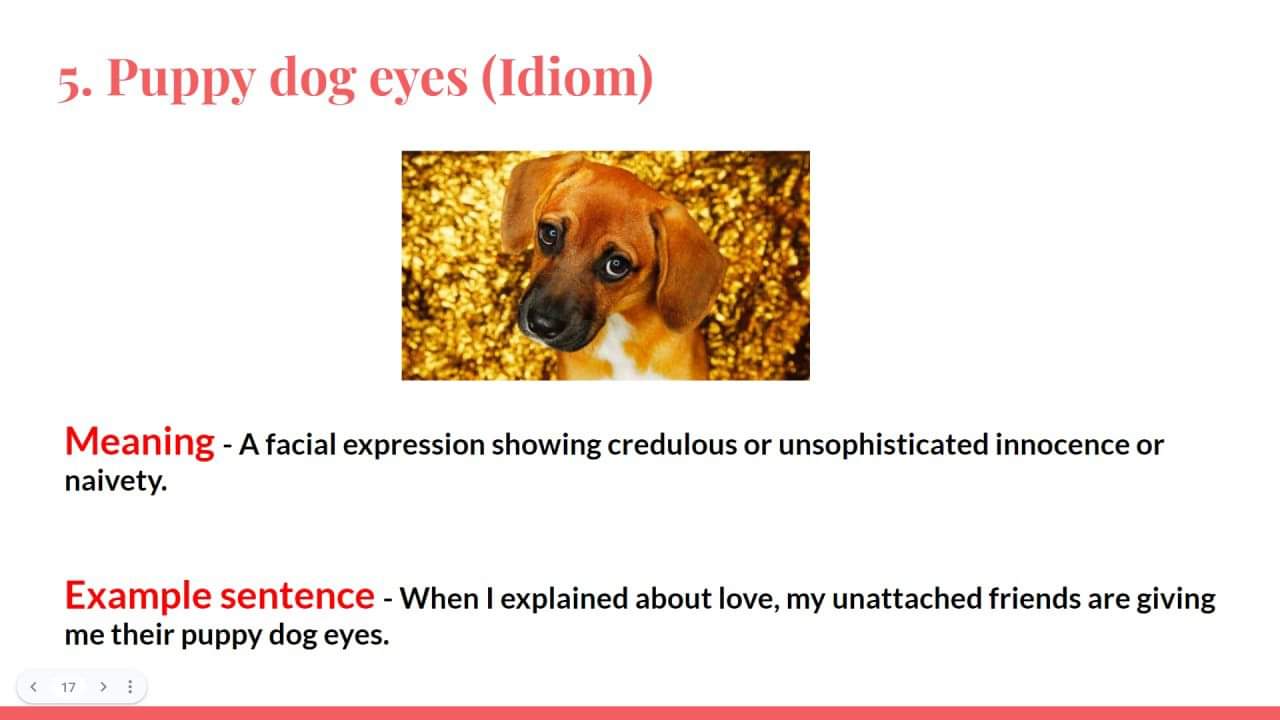 5. Puppy dog eyes (Idiom)
Meaning - A facial expression showing credulous or unsophisticated innocence or
naivety.
Example sentence - When I explained about love, my unattached friends are giving
me their puppy dog eyes.
17